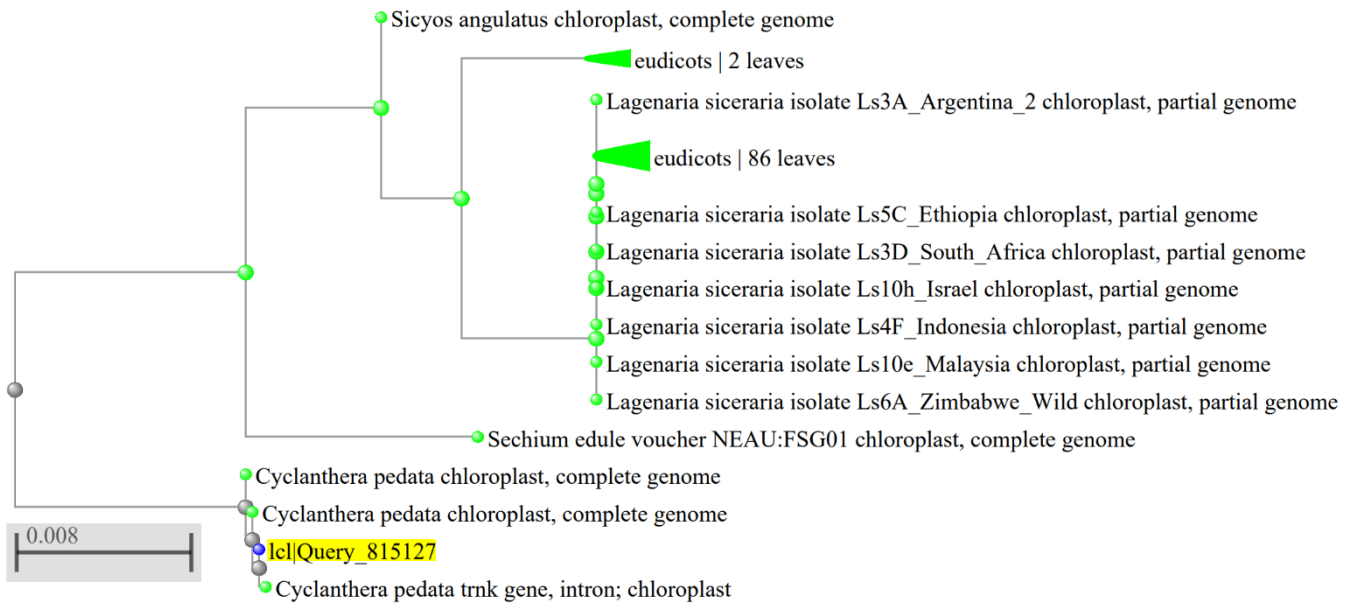 Sicyos angulatus chloroplast, complete genome
eudicots | 2 leaves
Lagenaria siceraria isolate Ls3A_Argentina_2 chloroplast, partial genome
eudicots | 86 leaves
Lagenaria siceraria isolate Ls5C_Ethiopia chloroplast, partial genome
Lagenaria siceraria isolate Ls3D_South_Africa chloroplast, partial genome
Lagenaria siceraria isolate Ls10h_Israel chloroplast, partial genome
Lagenaria siceraria isolate Ls4F_Indonesia chloroplast, partial genome
Lagenaria siceraria isolate Ls10e_Malaysia chloroplast, partial genome
Lagenaria siceraria isolate Ls6A_Zimbabwe_Wild chloroplast, partial genome
Sechium edule voucher NEAU:FSG01 chloroplast, complete genome
Cyclanthera pedata chloroplast, complete genome
Cyclanthera pedata chloroplast, complete genome
0.008
lcl|Query_815127
Cyclanthera pedata trnk gene, intron; chloroplast